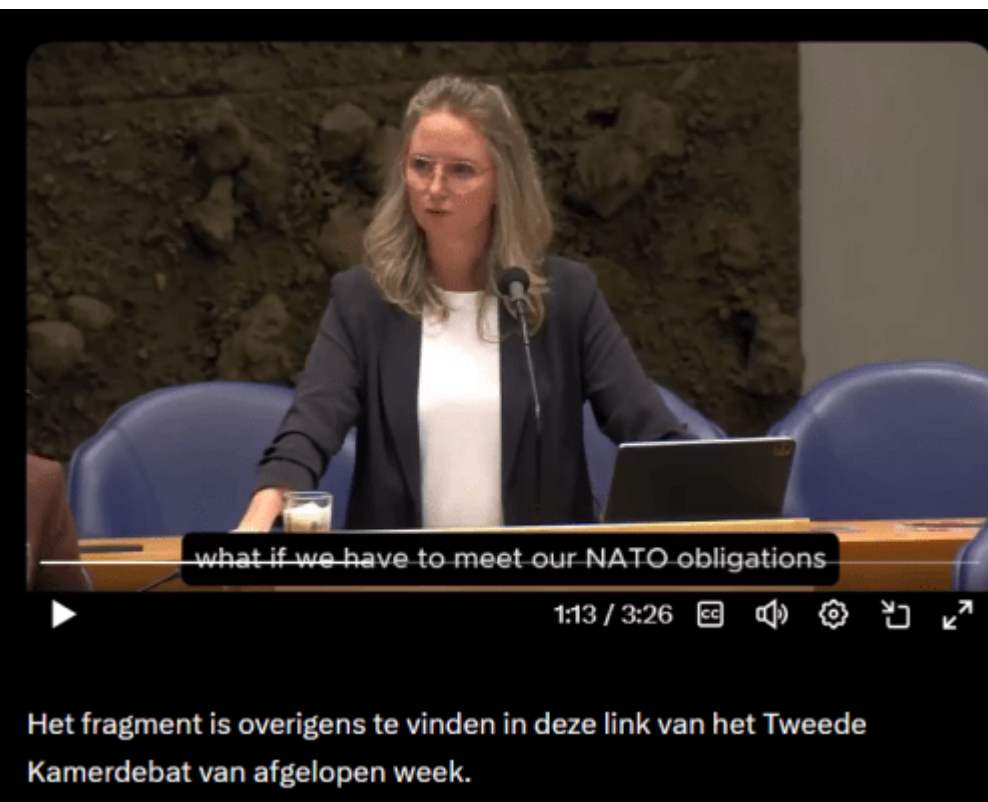 what if we have to meet our NATO obligations
1:13 / 3:26 CC
Het fragment is overigens te vinden in deze link van het Tweede
Kamerdebat van afgelopen week.